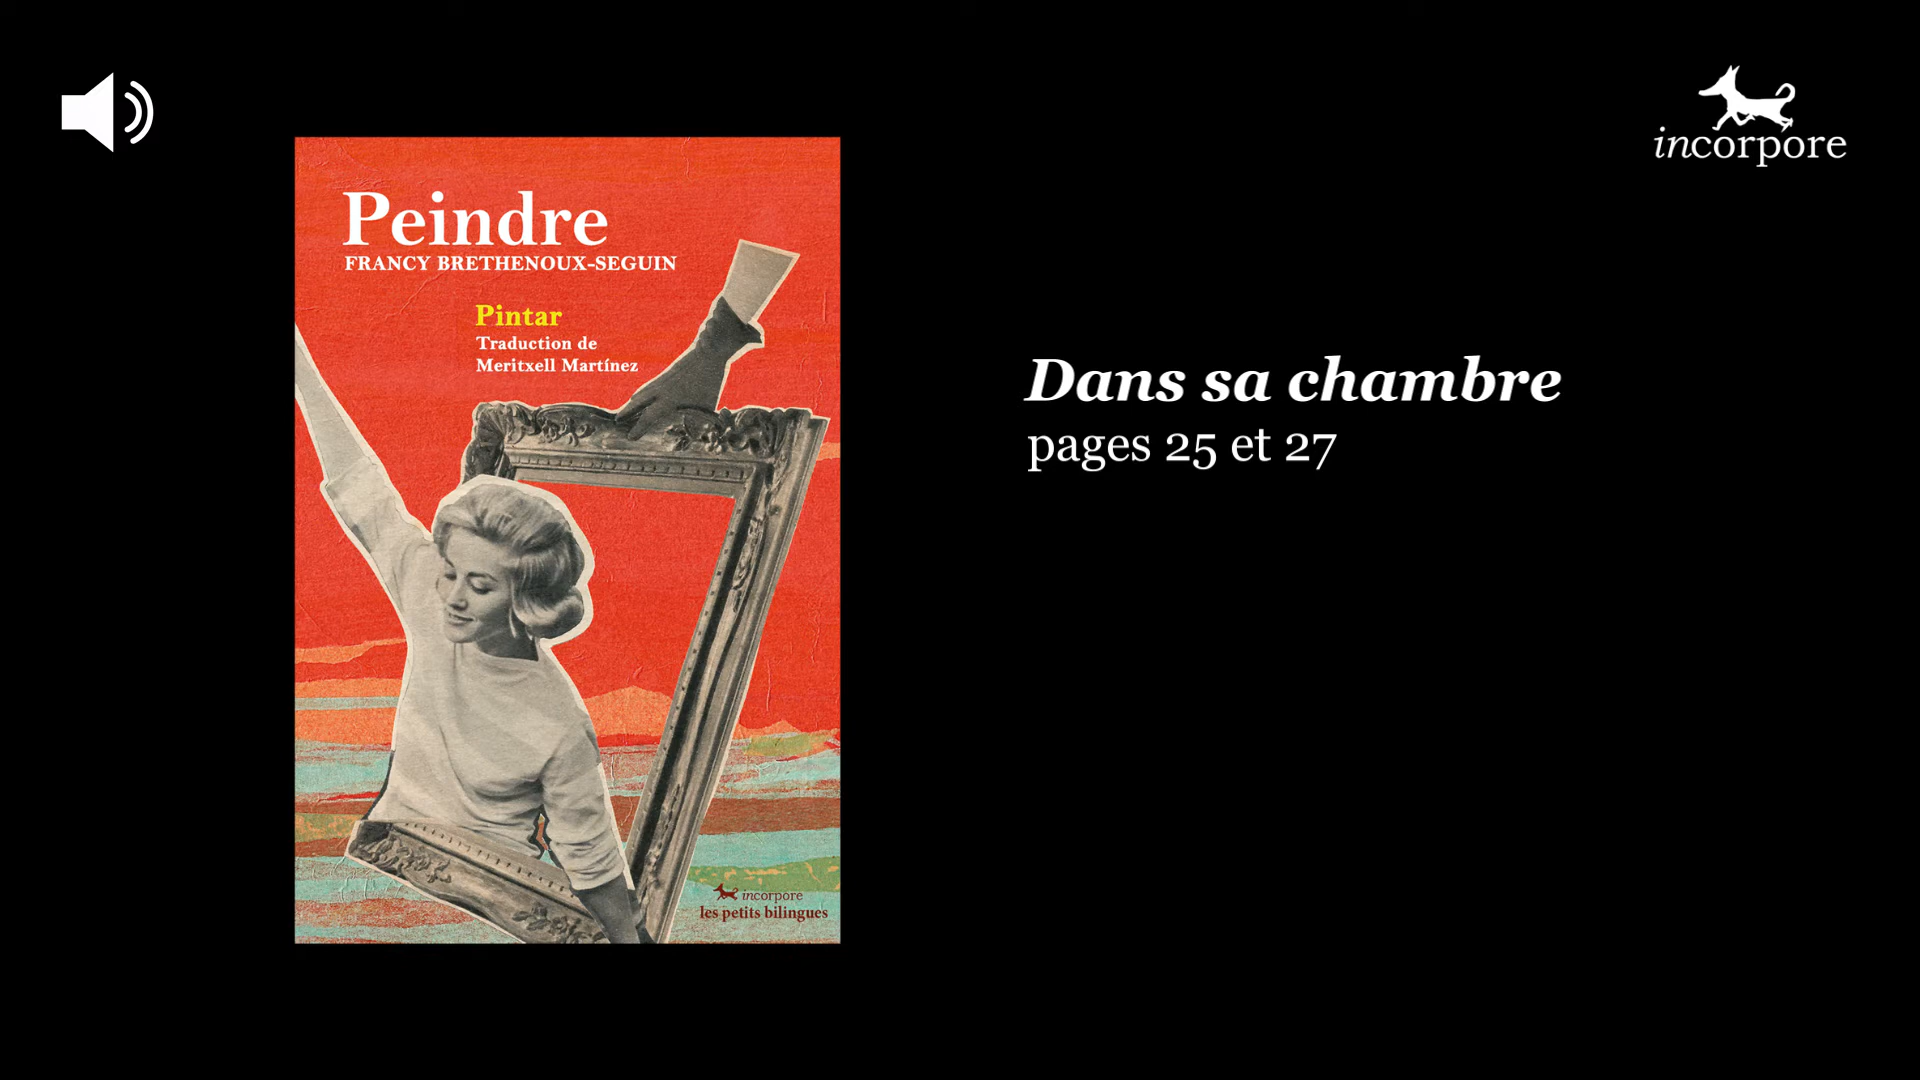 incorpore
Peindre
FRANCY BRETHENOUX-SEGUIN
Pintar
Traduction de
Meritxell Martínez
incorpore
les petits bilingues
Dans sa chambre
pages 25 et 27